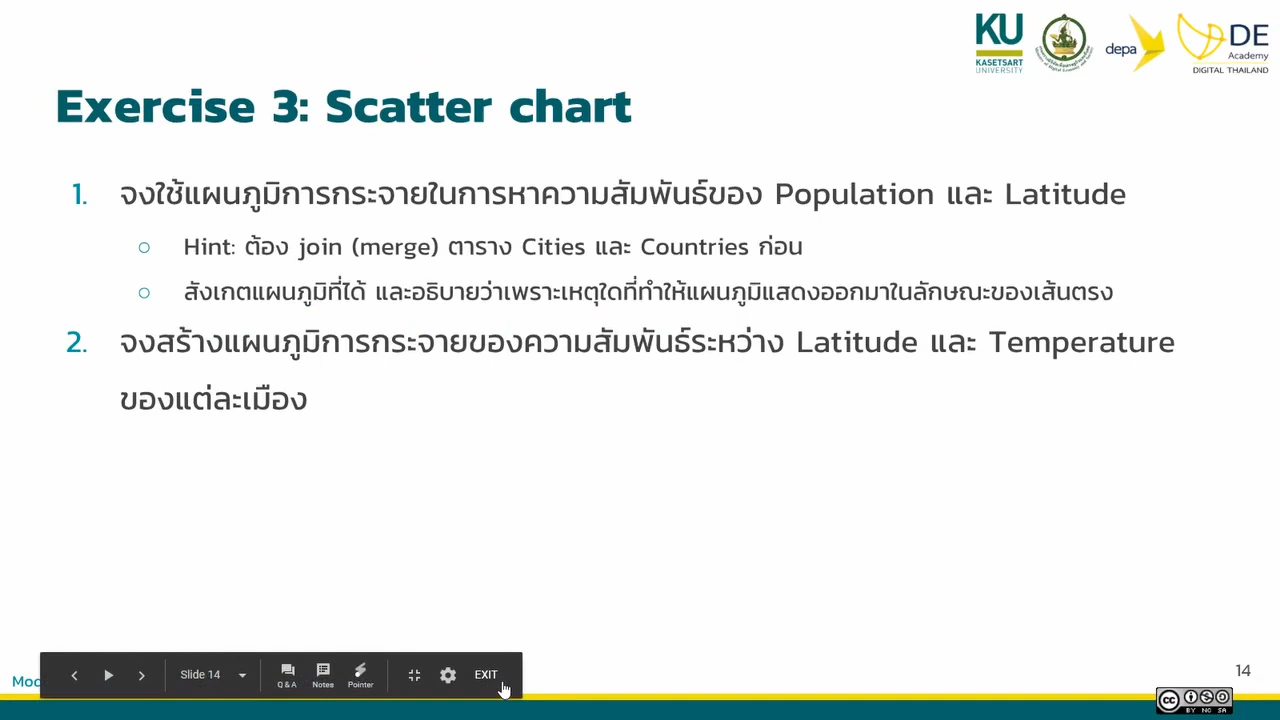 KU
KASETSART
UNIVERSITY
depa
DE
Academy
DIGITAL THAILAND
Exercise 3: Scatter chart
1. จงใช้แผนภูมิการกระจายในการหาความสัมพันธ์ของ Population และ Latitude
○ Hint: ต้อง join (merge) ตาราง Cities และ Countries ก่อน
○ สังเกตแผนภูมิที่ได้ และอธิบายว่าเพราะเหตุใดที่ทำให้แผนภูมิแสดงออกมาในลักษณะของเส้นตรง
2. จงสร้างแผนภูมิการกระจายของความสัมพันธ์ระหว่าง Latitude และ Temperature
ของแต่ละเมือง
Slide 14
Q & A
Notes
Pointer
EXIT
14
cc
BY NC SA